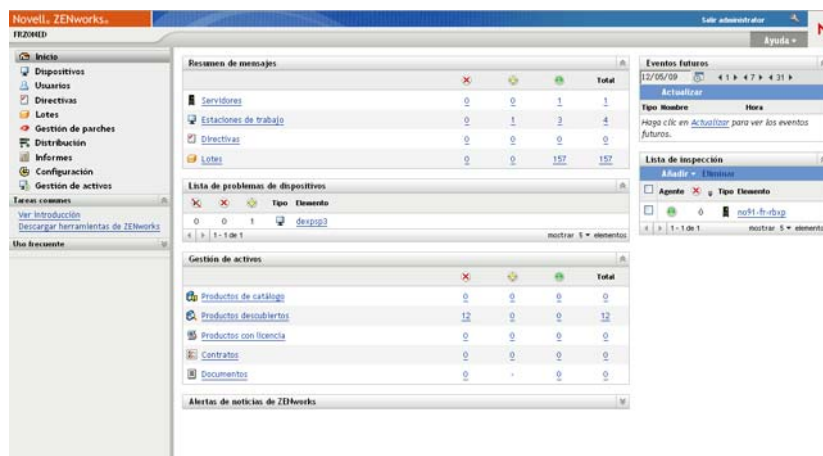 Novell® ZENworks®
Salir administrator
FRZONED
Ayuda
Inicio
Dispositivos
Usuarios
Directivas
Lotes
Gestión de parches
Distribución
Informes
Configuración
Gestión de activos
Tareas comunes
Ver introducción
Descargar herramientas de ZENworks
Uso frecuente
Resumen de mensajes
Total
Servidores 0 0 1 1
Estaciones de trabajo 0 1 3 4
Directivas 0 0 0 0
Lotes 0 0 157 157
Lista de problemas de dispositivos
Tipo Elemento
0 0 1 dexpsp3
1 - 1 de 1 mostrar 5 elementos
Gestión de activos
Total
Productos de catálogo 0 0 0 0
Productos descubiertos 12 0 0 12
Productos con licencia 0 0 0 0
Contratos 0 0 0 0
Documentos 0 - 0 0
Alertas de noticias de ZENworks
Eventos futuros
12/05/09 1 7 31
Actualizar
Tipo Nombre Hora
Haga clic en Actualizar para ver los eventos
futuros.
Lista de inspección
Añadir Eliminar
Agente Tipo Elemento
0 no91-fr-rbxp
1 - 1 de 1 mostrar 5 elemento